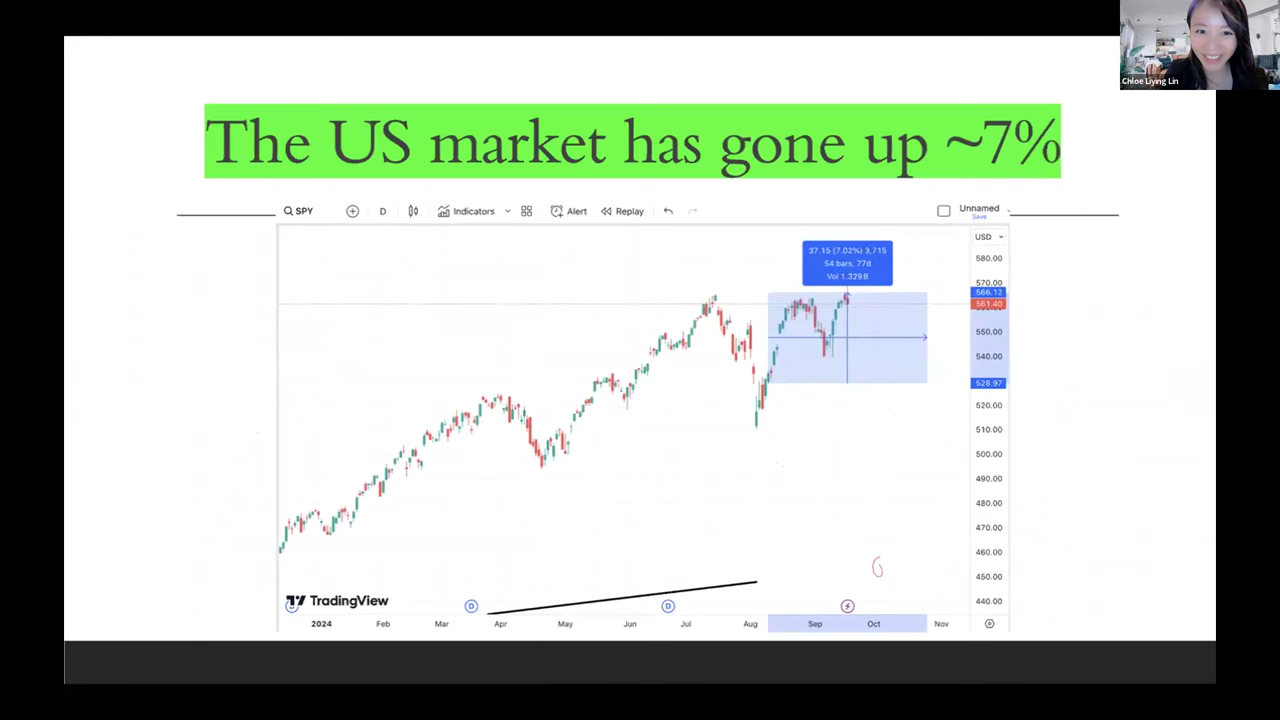 Chloe Liying Lin
The US market has gone up ~7%
SPY D Indicators Alert Replay Unnamed
Save
USD
37.15 (7.02%) 3,715
54 bars, 77d
Vol 1.329B
580.00
570.00
566.12
561.40
550.00
540.00
528.97
520.00
510.00
500.00
490.00
480.00
470.00
460.00
450.00
440.00
TradingView
D D
2024 Feb Mar Apr May Jun Jul Aug Sep Oct Nov